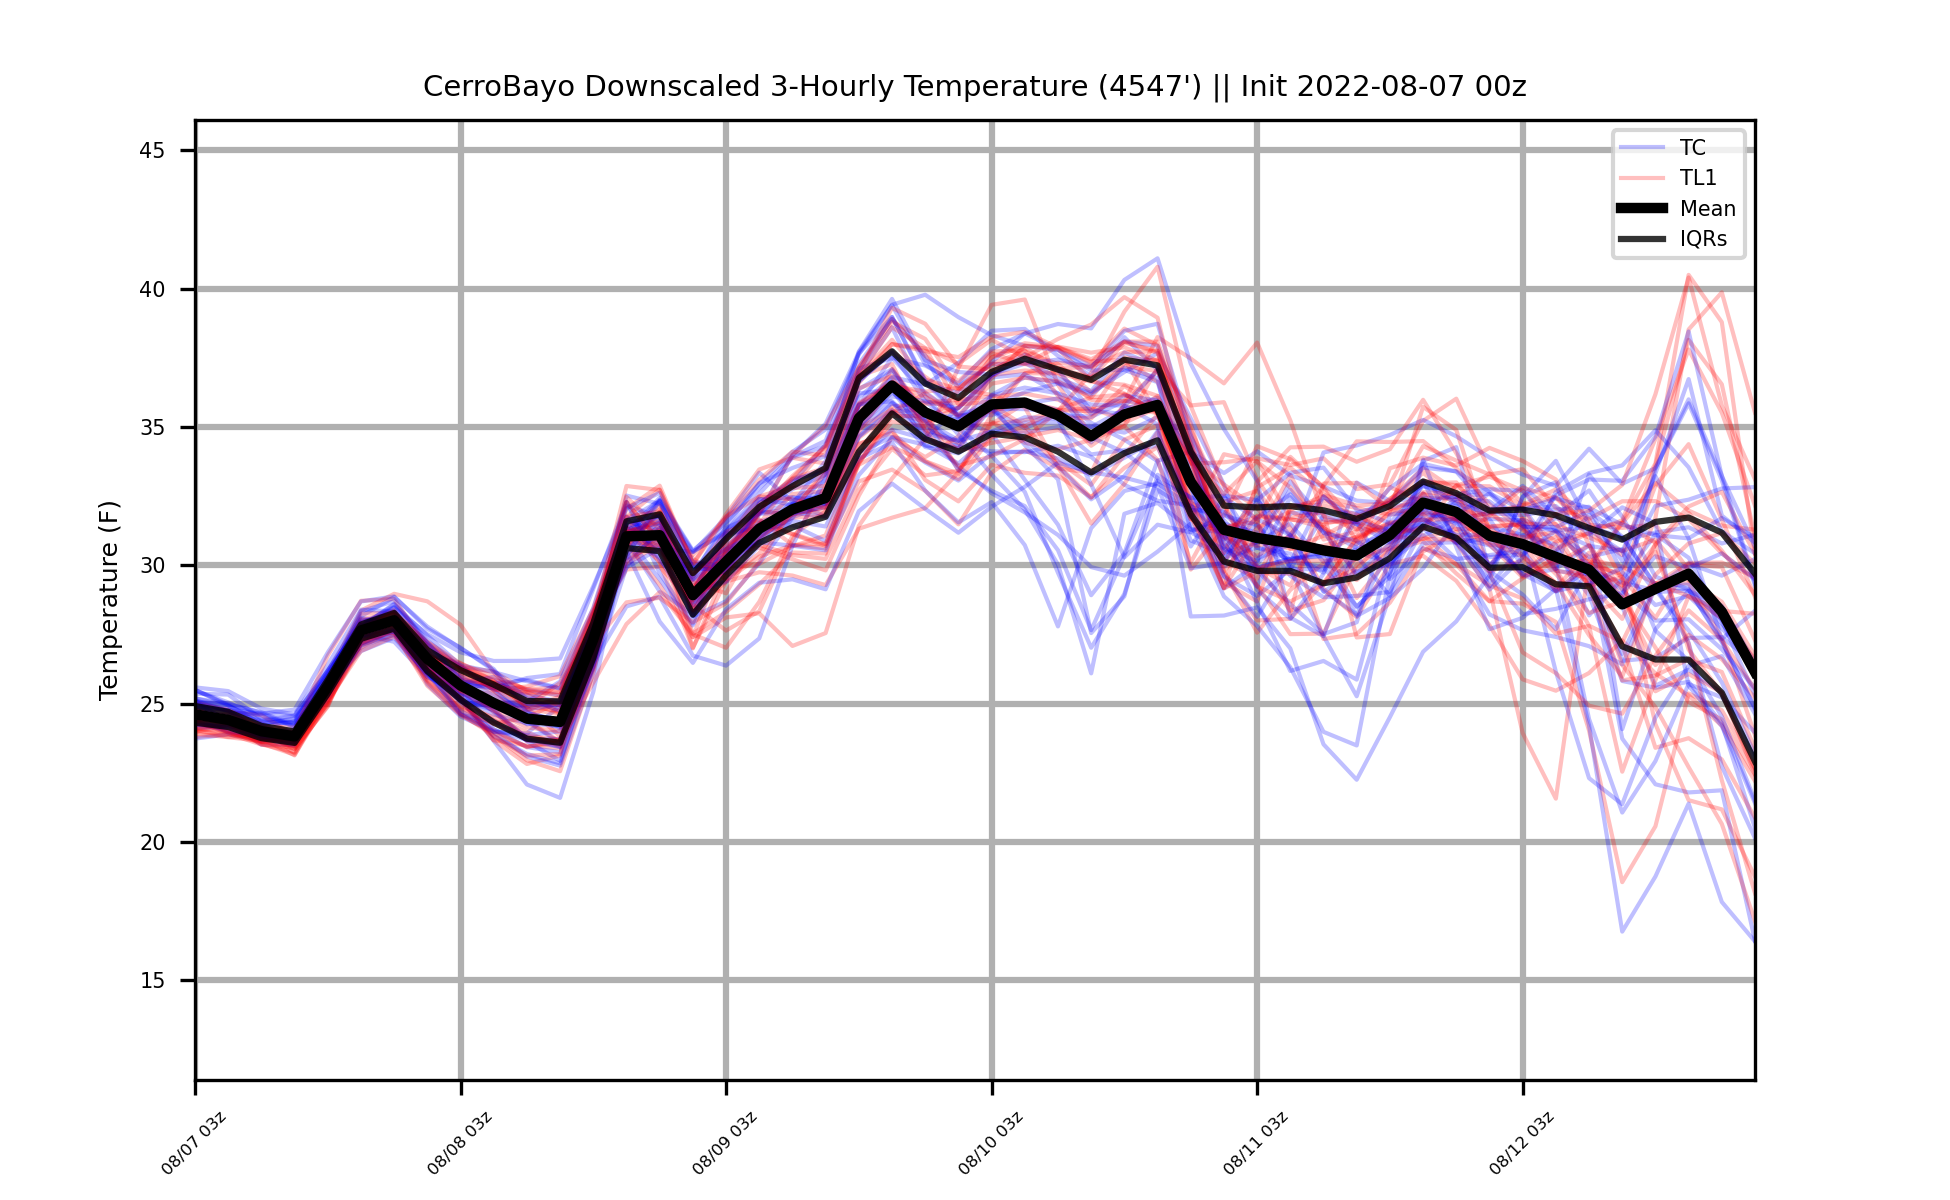 CerroBayo Downscaled 3-Hourly Temperature (4547') || Init 2022-08-07 00z
TC
TL1
Mean
IQRs
Temperature (F)
45
40
35
30
25
20
15
08/07 03z
08/08 03z
08/09 03z
08/10 03z
08/11 03z
08/12 03z